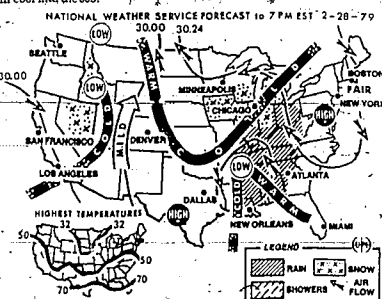 NATIONAL WEATHER SERVICE FORECAST to 7 PM EST 2-28-79
30.00 30.24
LOW
SEATTLE
WARM
BOSTON
FAIR
MINNEAPOLIS
LOW
30.00
CHICAGO
COLD
NEW YORK
HIGH
SAN FRANCISCO
COLD
MILD
DENVER
LOS ANGELES
LOW
ATLANTA
DALLAS
COLD
WARM
HIGH
NEW ORLEANS
MIAMI
HIGHEST TEMPERATURES
32 32
50
50
70
70
LEGEND
RAIN
SNOW
SHOWERS
AIR
FLOW